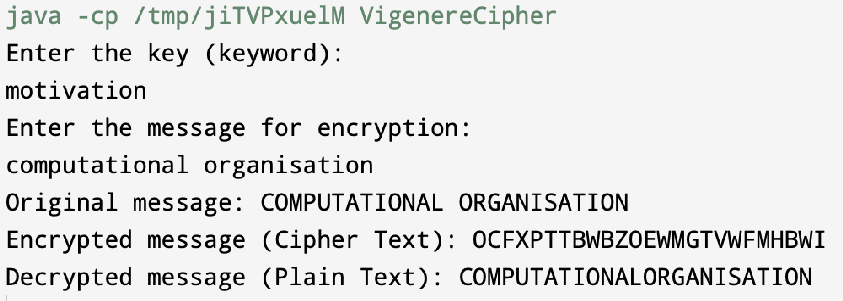 java -cp /tmp/jiTVPxuelM VigenereCipher
Enter the key (keyword):
motivation
Enter the message for encryption:
computational organisation
Original message: COMPUTATIONAL ORGANISATION
Encrypted message (Cipher Text): OCFXPTTBWBZOEWMGTVWFMHBWI
Decrypted message (Plain Text): COMPUTATIONALORGANISATION